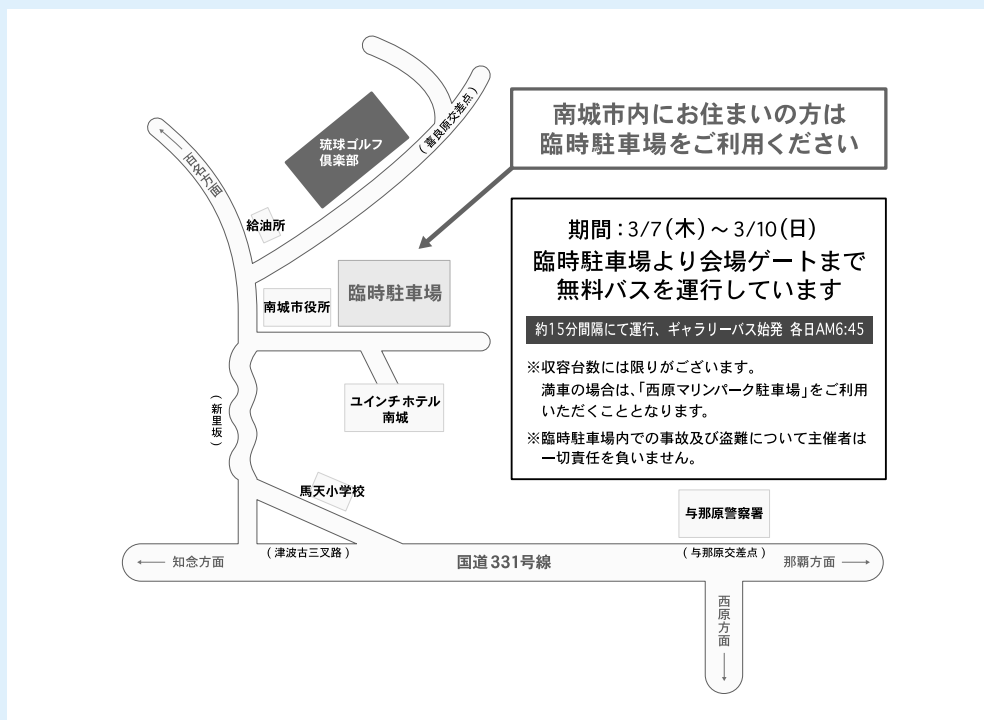 南城市内にお住まいの方は
臨時駐車場をご利用ください
琉球ゴルフ
倶楽部
(喜良原交差点)
← 百名方面
給油所
期間：3/7(木)～3/10(日)
臨時駐車場より会場ゲートまで
無料バスを運行しています
約15分間隔にて運行、ギャラリーバス始発 各日AM6:45
※収容台数には限りがございます。
満車の場合は、「西原マリンパーク駐車場」をご利用
いただくこととなります。
※臨時駐車場内での事故及び盗難について主催者は
一切責任を負いません。
南城市役所
臨時駐車場
ユインチホテル
南城
(新里坂)
馬天小学校
与那原警察署
(津波古三叉路)
(与那原交差点)
← 知念方面
国道331号線
那覇方面 →
西原方面 →